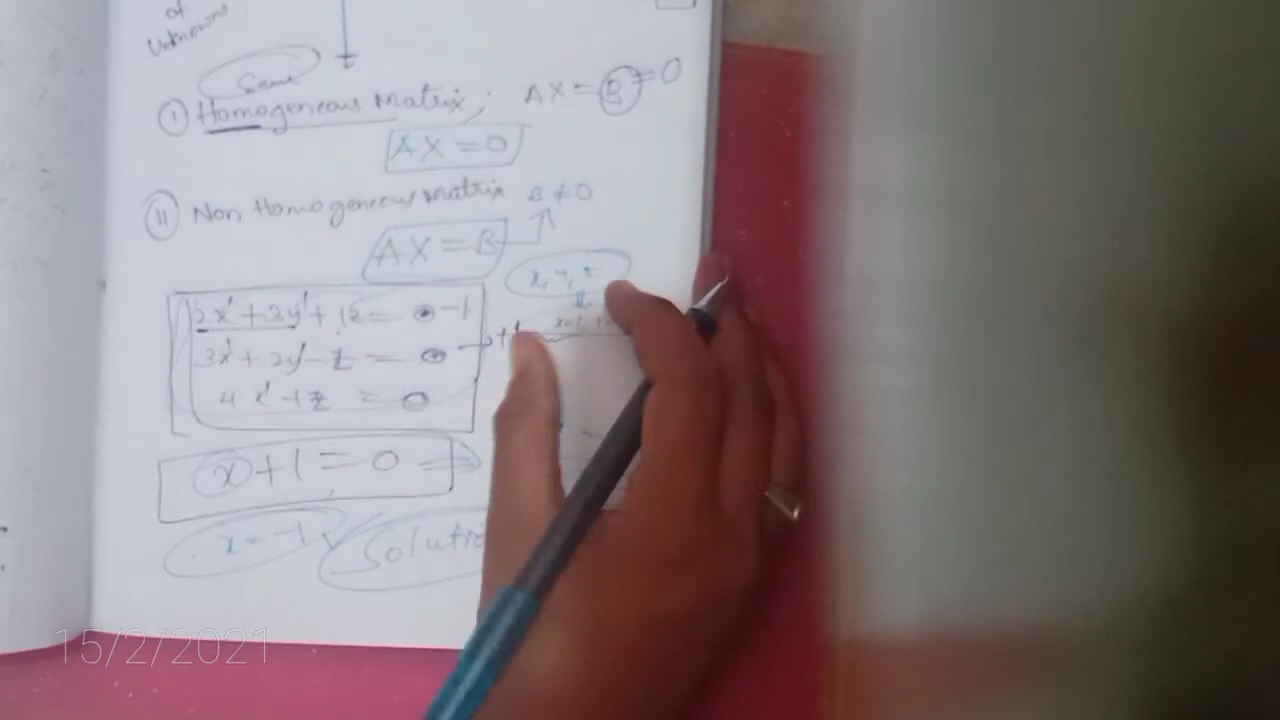 of
Unknowns
Same
I Homogeneous Matrix; AX = B = 0
AX = 0
II Non Homogeneous Matrix B ≠ 0
AX = B
x, y, z
2x' + 2y' + 1z = 0 - 1
3x' + 2y' - z = 0
4x' + z = 0
x + 1 = 0 ⇒
x = -1 Solutio
15/2/2021